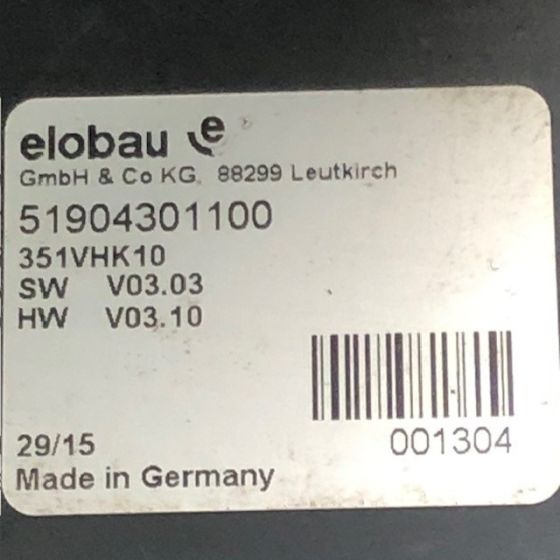 elobau e
GmbH & Co KG, 88299 Leutkirch
51904301100
351VHK10
SW V03.03
HW V03.10
29/15
001304
Made in Germany